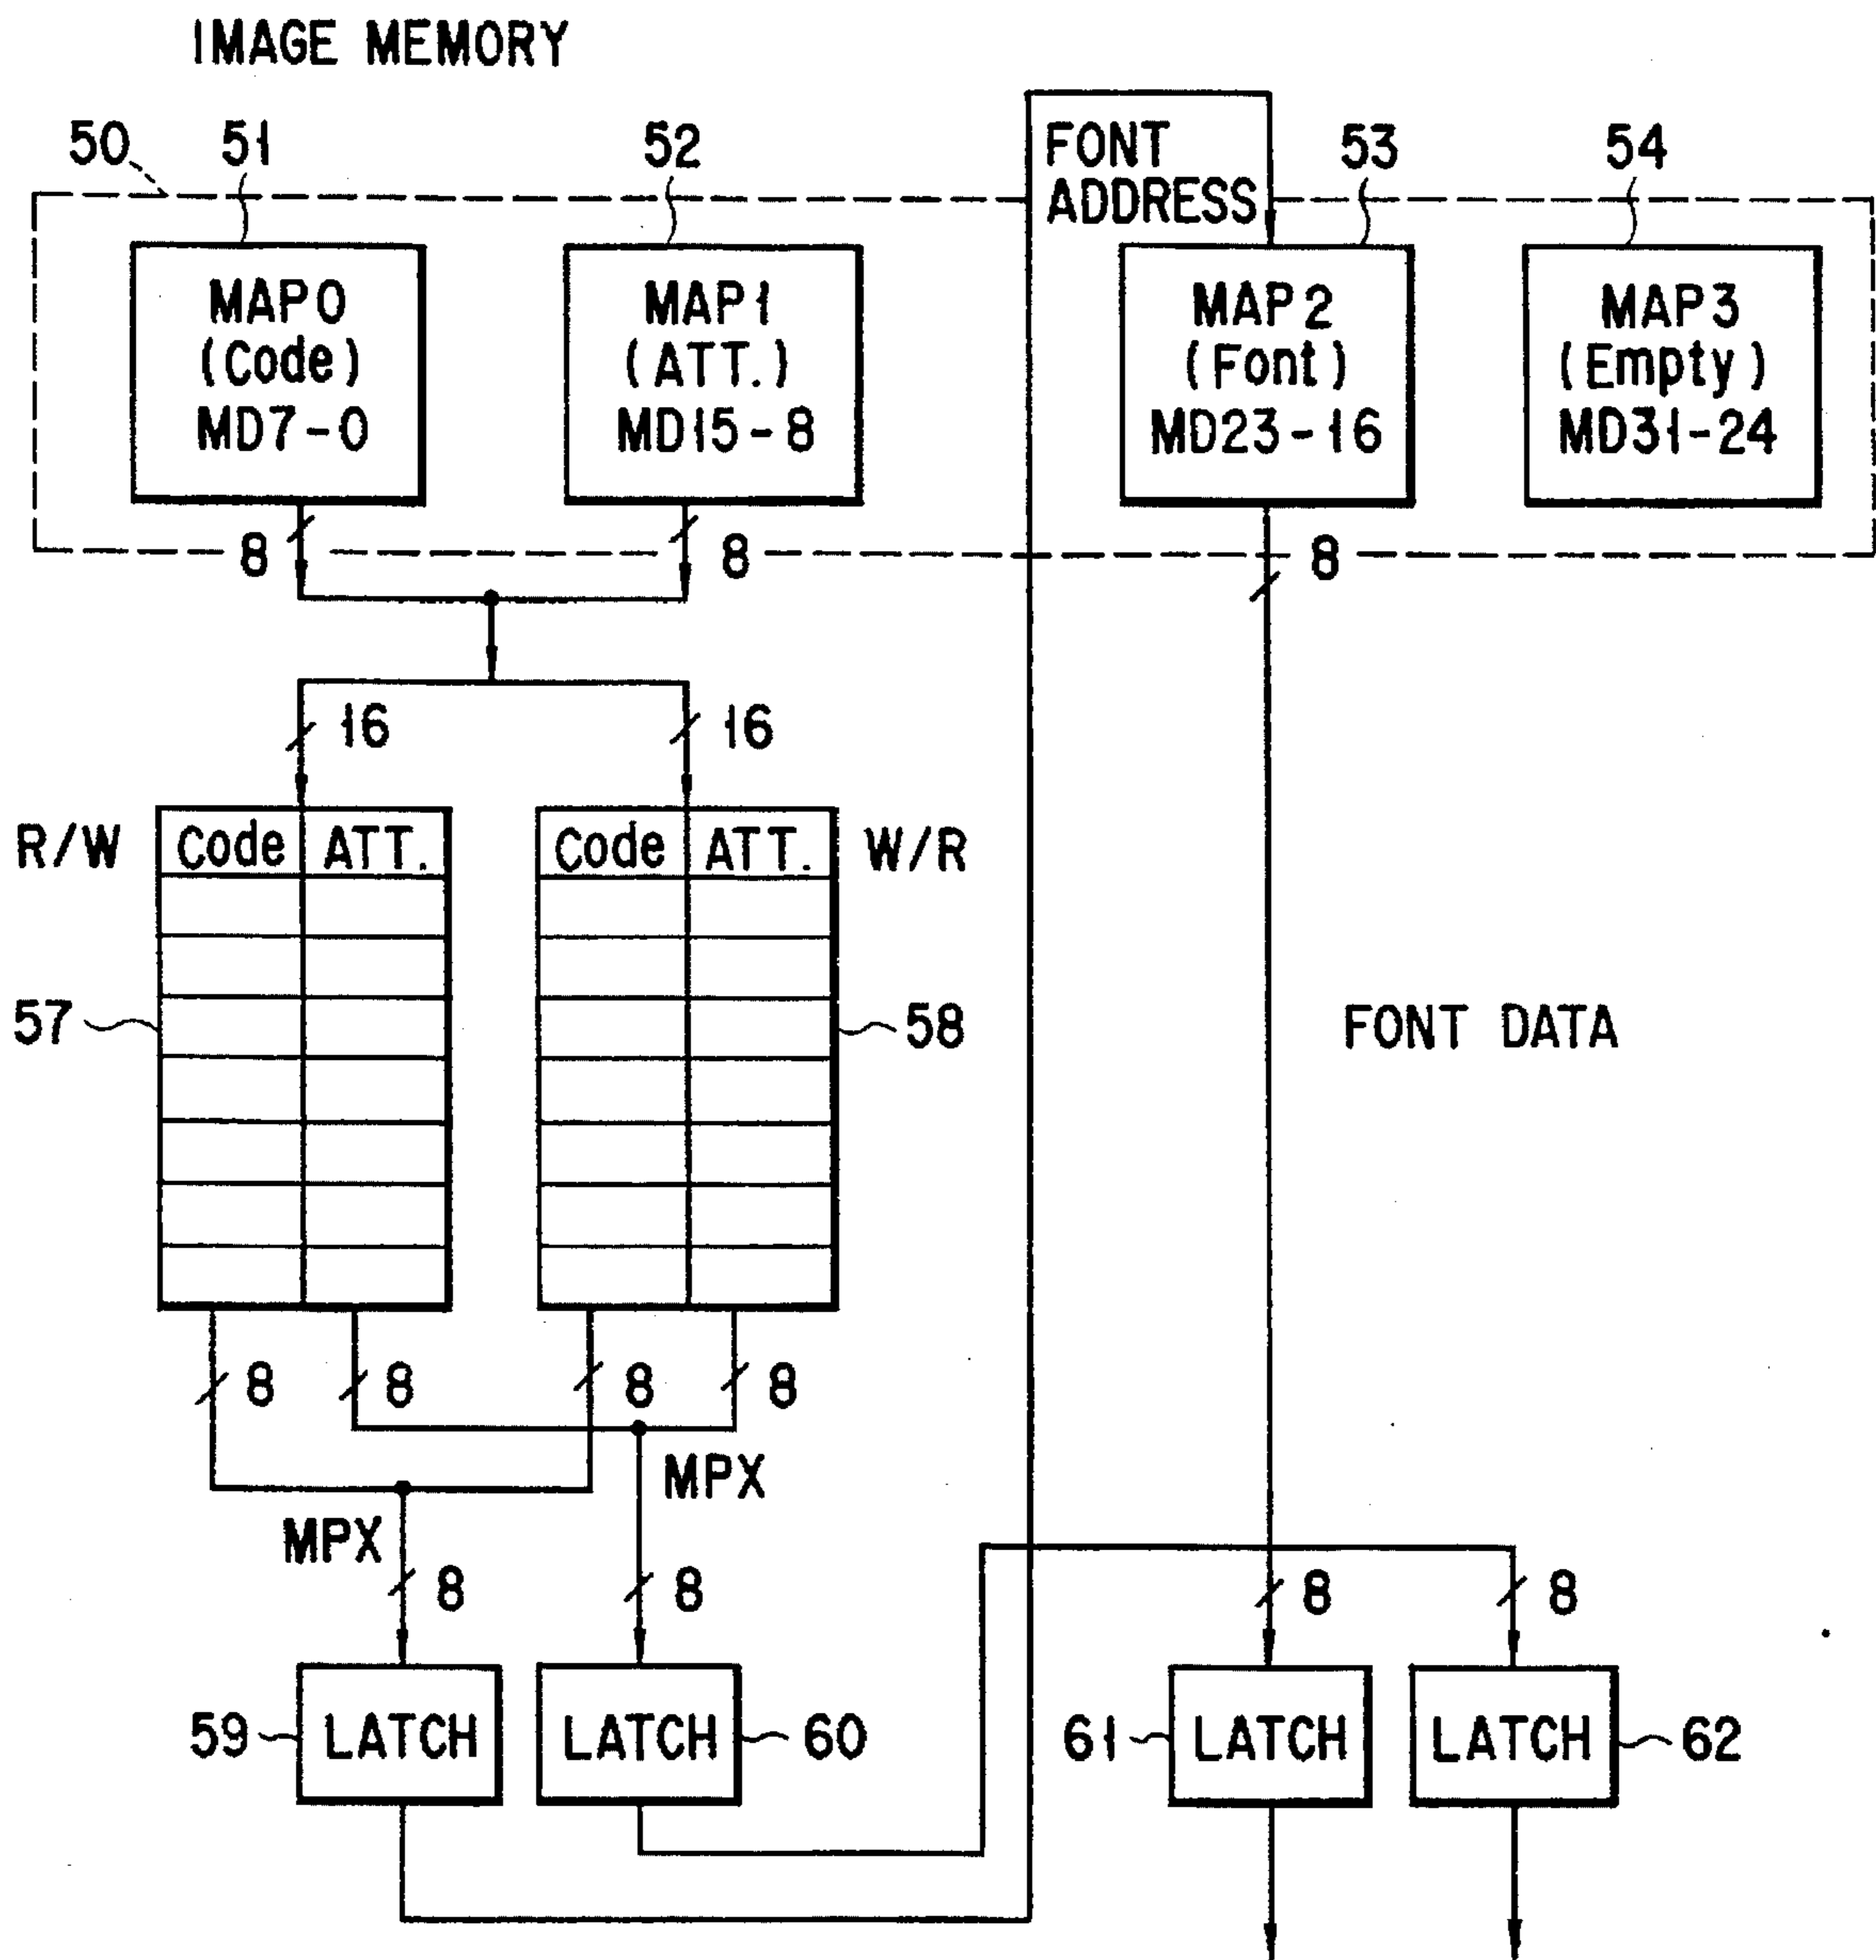 IMAGE MEMORY
50
51
52
FONT
ADDRESS
53
54
MAP0
(Code)
MD7-0
MAP1
(ATT.)
MD15-8
MAP2
(Font)
MD23-16
MAP3
(Empty)
MD31-24
8
8
8
16
16
R/W
Code
ATT.
Code
ATT.
W/R
57
58
FONT DATA
8
8
8
8
MPX
MPX
8
8
8
8
59
LATCH
LATCH
60
61
LATCH
LATCH
62